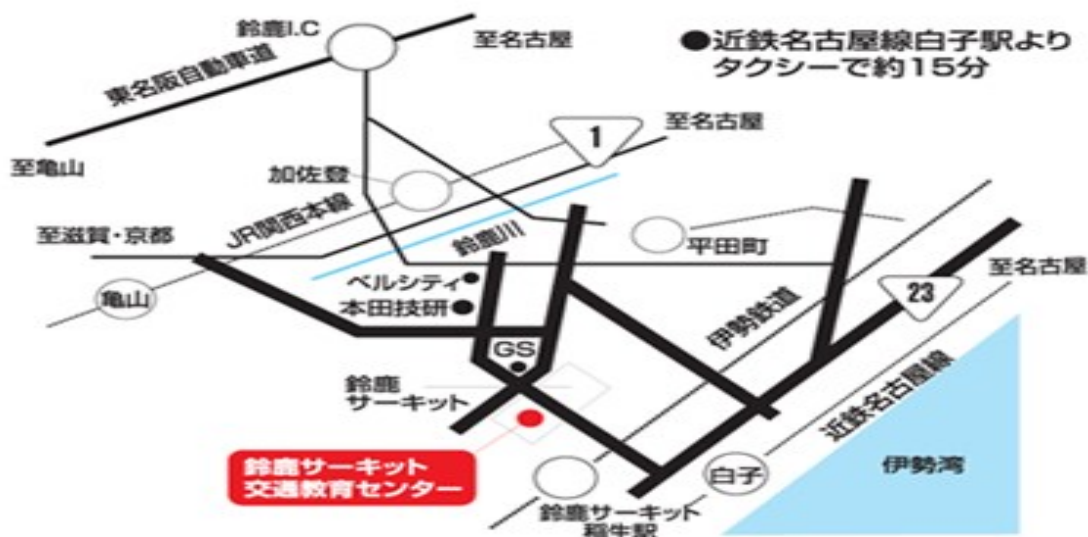 鈴鹿I.C
至名古屋
●近鉄名古屋線白子駅より
タクシーで約15分
東名阪自動車道
至亀山
1
至名古屋
加佐登
JR関西本線
至滋賀・京都
鈴鹿川
平田町
至名古屋
ベルシティ
亀山
本田技研
23
伊勢鉄道
GS
鈴鹿
サーキット
近鉄名古屋線
鈴鹿サーキット
交通教育センター
伊勢湾
白子
鈴鹿サーキット
稲生駅